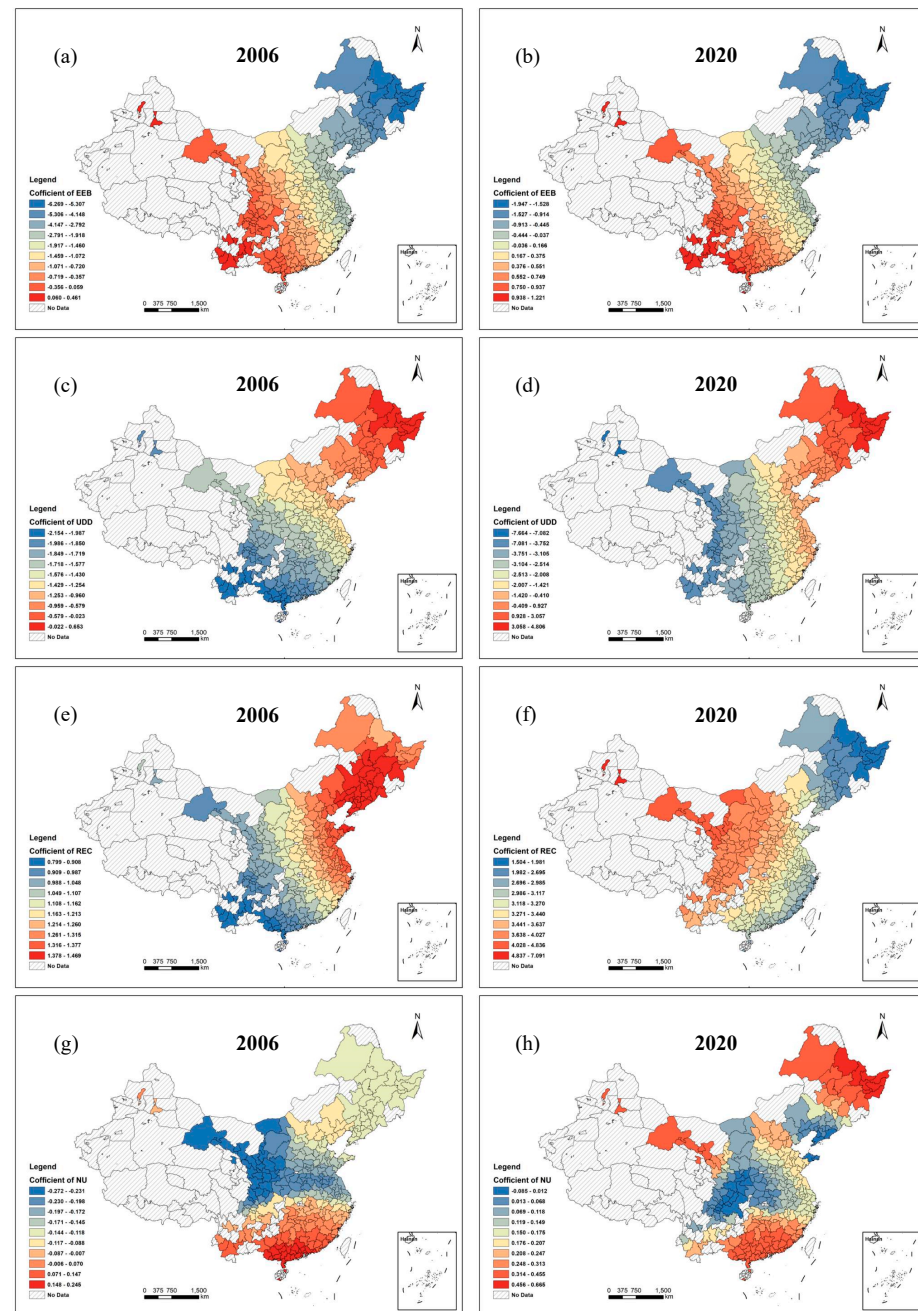 (a)
2006
N
Legend
Cofficient of EEB
-6.269 - -5.307
-5.306 - -4.148
-4.147 - -2.792
-2.791 - -1.918
-1.917 - -1.460
-1.459 - -1.072
-1.071 - -0.720
-0.719 - -0.357
-0.356 - 0.059
0.060 - 0.461
No Data
0 375 750 1,500
km
Hainan
(b)
2020
N
Legend
Cofficient of EEB
-1.947 - -1.528
-1.527 - -0.914
-0.913 - -0.445
-0.444 - -0.037
-0.036 - 0.166
0.167 - 0.375
0.376 - 0.551
0.552 - 0.749
0.750 - 0.937
0.938 - 1.221
No Data
0 375 750 1,500
km
Hainan
(c)
2006
N
Legend
Cofficient of UDD
-2.154 - -1.987
-1.986 - -1.850
-1.849 - -1.719
-1.718 - -1.577
-1.576 - -1.430
-1.429 - -1.254
-1.253 - -0.960
-0.959 - -0.579
-0.579 - -0.023
-0.022 - 0.653
No Data
0 375 750 1,500
km
Hainan
(d)
2020
N
Legend
Cofficient of UDD
-7.664 - -7.082
-7.081 - -3.752
-3.751 - -3.105
-3.104 - -2.514
-2.513 - -2.008
-2.007 - -1.421
-1.420 - -0.410
-0.409 - 0.927
0.928 - 3.057
3.058 - 4.806
No Data
0 375 750 1,500
km
Hainan
(e)
2006
N
Legend
Cofficient of REC
0.799 - 0.908
0.909 - 0.987
0.988 - 1.048
1.049 - 1.107
1.108 - 1.162
1.163 - 1.213
1.214 - 1.260
1.261 - 1.315
1.316 - 1.377
1.378 - 1.469
No Data
0 375 750 1,500
km
Hainan
(f)
2020
N
Legend
Cofficient of REC
1.504 - 1.981
1.982 - 2.695
2.696 - 2.985
2.986 - 3.117
3.118 - 3.270
3.271 - 3.440
3.441 - 3.637
3.638 - 4.027
4.028 - 4.836
4.837 - 7.091
No Data
0 375 750 1,500
km
Hainan
(g)
2006
N
Legend
Cofficient of NU
-0.272 - -0.231
-0.230 - -0.198
-0.197 - -0.172
-0.171 - -0.145
-0.144 - -0.118
-0.117 - -0.088
-0.087 - -0.007
-0.006 - 0.070
0.071 - 0.147
0.148 - 0.245
No Data
0 375 750 1,500
km
Hainan
(h)
2020
N
Legend
Cofficient of NU
-0.085 - 0.012
0.013 - 0.068
0.069 - 0.118
0.119 - 0.149
0.150 - 0.175
0.176 - 0.207
0.208 - 0.247
0.248 - 0.313
0.314 - 0.455
0.456 - 0.665
No Data
0 375 750 1,500
km
Hainan